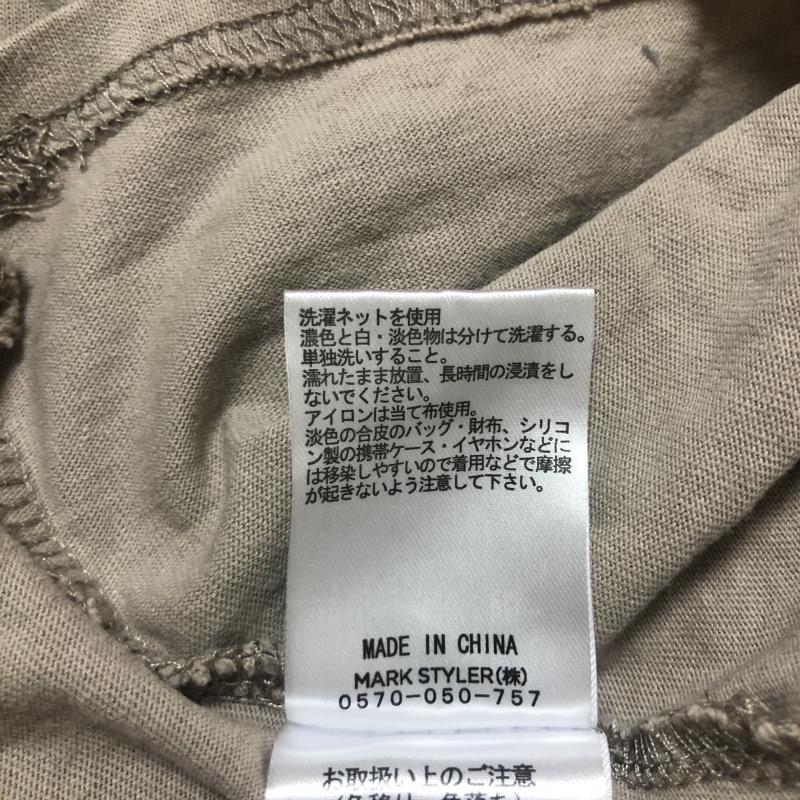 洗濯ネットを使用
濃色と白・淡色物は分けて洗濯する。
単独洗いすること。
濡れたまま放置、長時間の浸漬をし
ないでください。
アイロンは当て布使用。
淡色の合皮のバッグ・財布、シリコ
ン製の携帯ケース・イヤホンなどに
は移染しやすいので着用などで摩擦
が起きないよう注意して下さい。
MADE IN CHINA
MARK STYLER(株)
0570-050-757
お取扱い上のご注意
(色移り、色落ち)